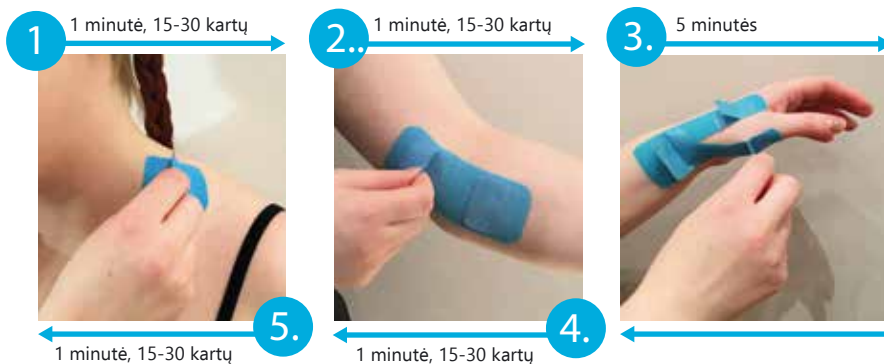 1
1 minutė, 15-30 kartų
2..
1 minutė, 15-30 kartų
3.
5 minutės
5.
1 minutė, 15-30 kartų
4.
1 minutė, 15-30 kartų